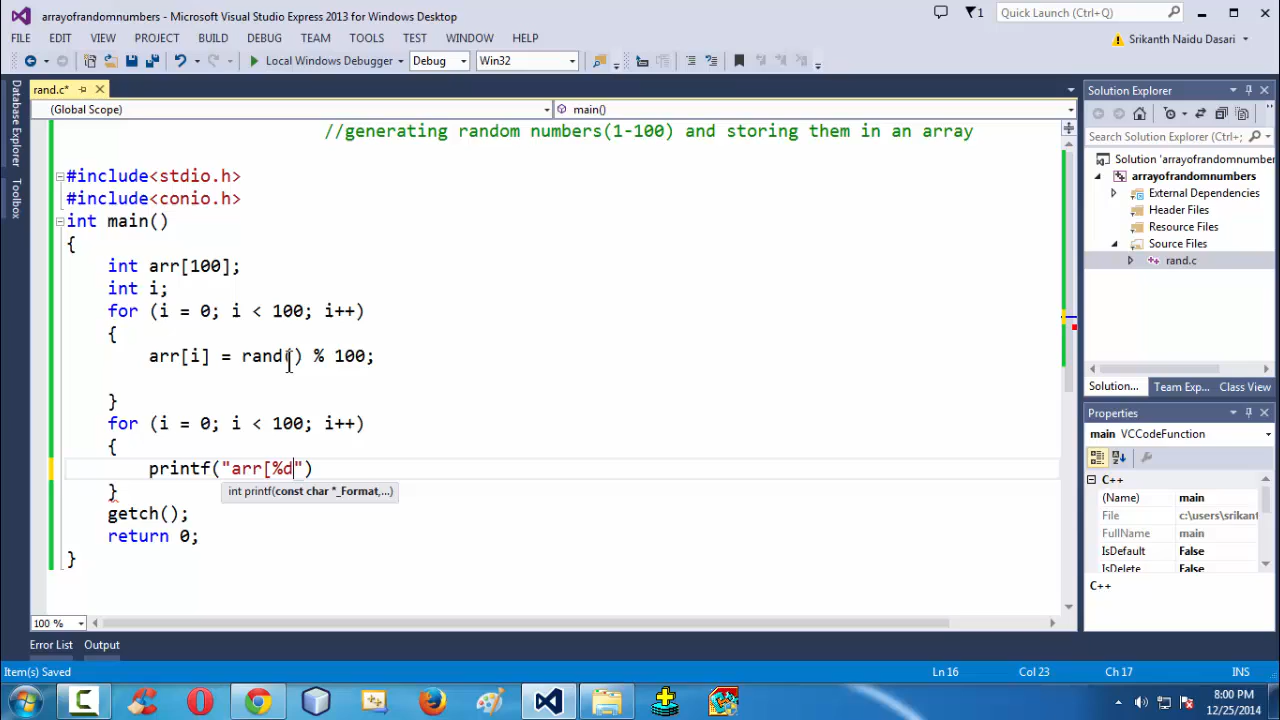 arrayofrandomnumbers - Microsoft Visual Studio Express 2013 for Windows Desktop
1
Quick Launch (Ctrl+Q)
FILE EDIT VIEW PROJECT BUILD DEBUG TEAM TOOLS TEST WINDOW HELP
Srikanth Naidu Dasari
Local Windows Debugger Debug Win32
Database Explorer
Toolbox
rand.c*
(Global Scope) main()
//generating random numbers(1-100) and storing them in an array
#include<stdio.h>
#include<conio.h>
int main()
{
int arr[100];
int i;
for (i = 0; i < 100; i++)
{
arr[i] = rand() % 100;
}
for (i = 0; i < 100; i++)
{
printf("arr[%d")
}
int printf(const char *_Format,...)
getch();
return 0;
}
100 %
Solution Explorer
Search Solution Explorer (Ctrl+;
Solution 'arrayofrandomnumber
arrayofrandomnumbers
External Dependencies
Header Files
Resource Files
Source Files
rand.c
Solution... Team Exp... Class View
Properties
main VCCodeFunction
C++
(Name) main
File c:\users\srikant
FullName main
IsDefault False
IsDelete False
C++
Error List Output
Item(s) Saved Ln 16 Col 23 Ch 17 INS
8:00 PM
12/25/2014